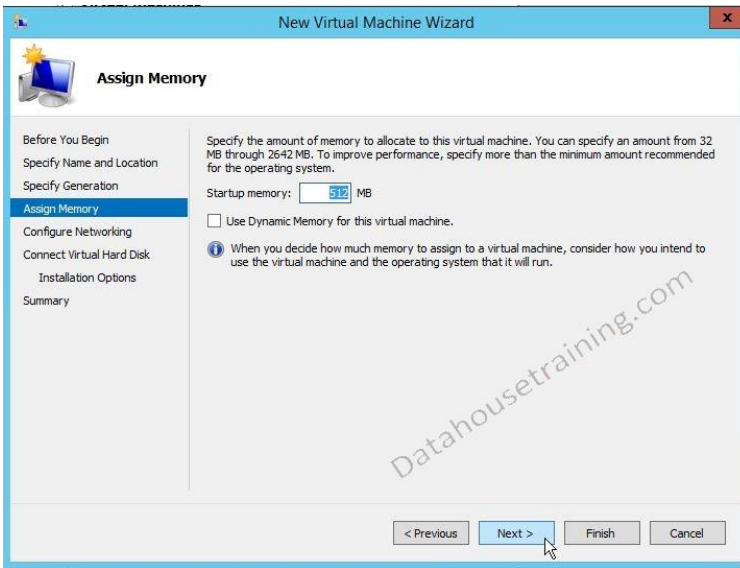 New Virtual Machine Wizard
x
Assign Memory
Before You Begin
Specify Name and Location
Specify Generation
Assign Memory
Configure Networking
Connect Virtual Hard Disk
Installation Options
Summary
Specify the amount of memory to allocate to this virtual machine. You can specify an amount from 32
MB through 2642 MB. To improve performance, specify more than the minimum amount recommended
for the operating system.
Startup memory: 512 MB
Use Dynamic Memory for this virtual machine.
When you decide how much memory to assign to a virtual machine, consider how you intend to
use the virtual machine and the operating system that it will run.
Datahousetraining.com
< Previous
Next >
Finish
Cancel